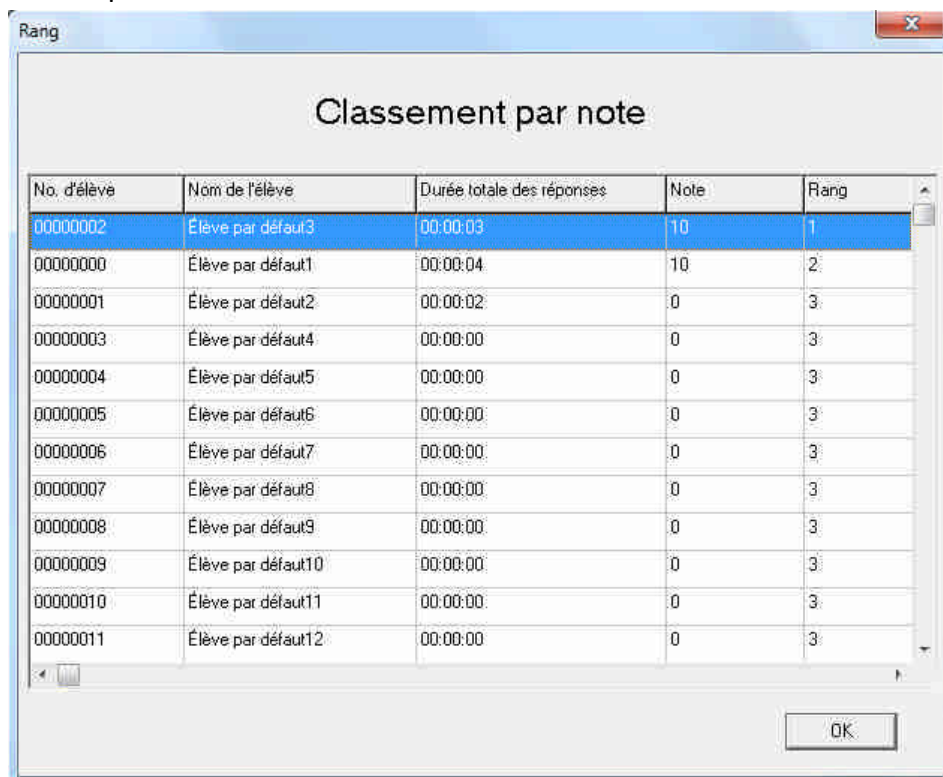 Rang
Classement par note
No. d'élève Nom de l'élève Durée totale des réponses Note Rang
00000002 Élève par défaut3 00:00:03 10 1
00000000 Élève par défaut1 00:00:04 10 2
00000001 Élève par défaut2 00:00:02 0 3
00000003 Élève par défaut4 00:00:00 0 3
00000004 Élève par défaut5 00:00:00 0 3
00000005 Élève par défaut6 00:00:00 0 3
00000006 Élève par défaut7 00:00:00 0 3
00000007 Élève par défaut8 00:00:00 0 3
00000008 Élève par défaut9 00:00:00 0 3
00000009 Élève par défaut10 00:00:00 0 3
00000010 Élève par défaut11 00:00:00 0 3
00000011 Élève par défaut12 00:00:00 0 3
OK